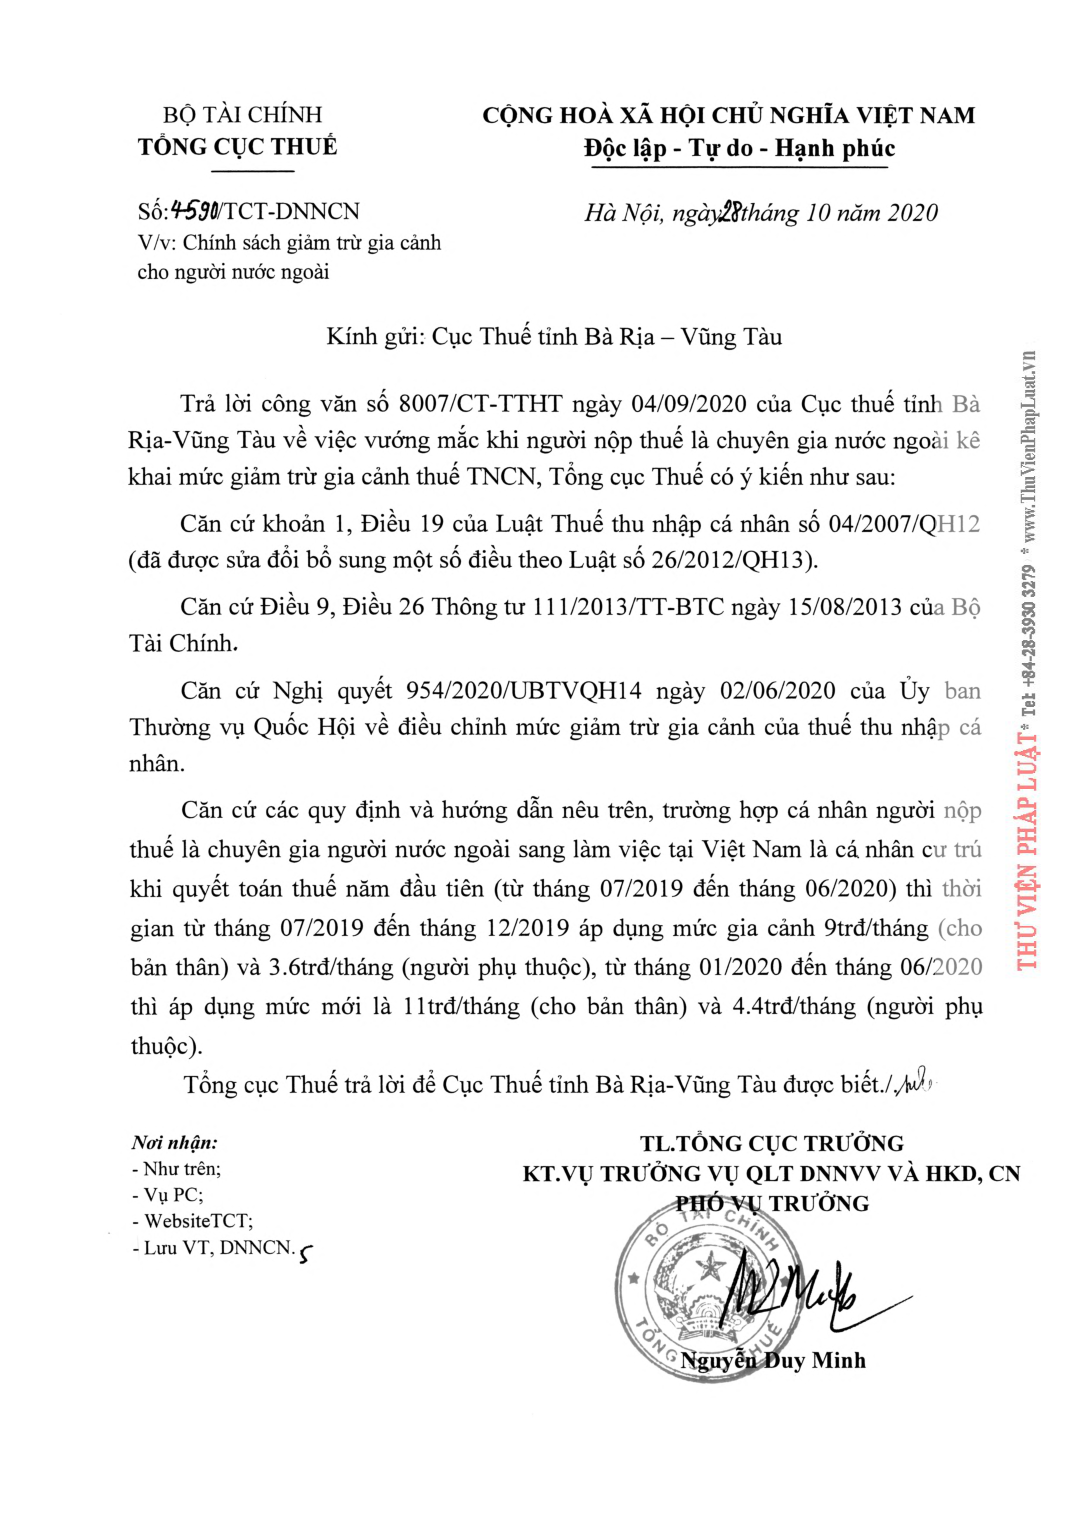 BỘ TÀI CHÍNH
TỔNG CỤC THUẾ
CỘNG HOÀ XÃ HỘI CHỦ NGHĨA VIỆT NAM
Độc lập - Tự do - Hạnh phúc
Số:4590/TCT-DNNCN
V/v: Chính sách giảm trừ gia cảnh
cho người nước ngoài
Hà Nội, ngày28tháng 10 năm 2020
Kính gửi: Cục Thuế tỉnh Bà Rịa – Vũng Tàu
Trả lời công văn số 8007/CT-TTHT ngày 04/09/2020 của Cục thuế tỉnh Bà
Rịa-Vũng Tàu về việc vướng mắc khi người nộp thuế là chuyên gia nước ngoài kê
khai mức giảm trừ gia cảnh thuế TNCN, Tổng cục Thuế có ý kiến như sau:
Căn cứ khoản 1, Điều 19 của Luật Thuế thu nhập cá nhân số 04/2007/QH12
(đã được sửa đổi bổ sung một số điều theo Luật số 26/2012/QH13).
Căn cứ Điều 9, Điều 26 Thông tư 111/2013/TT-BTC ngày 15/08/2013 của Bộ
Tài Chính.
Căn cứ Nghị quyết 954/2020/UBTVQH14 ngày 02/06/2020 của Ủy ban
Thường vụ Quốc Hội về điều chỉnh mức giảm trừ gia cảnh của thuế thu nhập cá
nhân.
Căn cứ các quy định và hướng dẫn nêu trên, trường hợp cá nhân người nộp
thuế là chuyên gia người nước ngoài sang làm việc tại Việt Nam là cá nhân cư trú
khi quyết toán thuế năm đầu tiên (từ tháng 07/2019 đến tháng 06/2020) thì thời
gian từ tháng 07/2019 đến tháng 12/2019 áp dụng mức gia cảnh 9trđ/tháng (cho
bản thân) và 3.6trđ/tháng (người phụ thuộc), từ tháng 01/2020 đến tháng 06/2020
thì áp dụng mức mới là 11trđ/tháng (cho bản thân) và 4.4trđ/tháng (người phụ
thuộc).
Tổng cục Thuế trả lời để Cục Thuế tỉnh Bà Rịa-Vũng Tàu được biết./.
Nơi nhận:
- Như trên;
- Vụ PC;
- WebsiteTCT;
- Lưu VT, DNNCN.5
TL.TỔNG CỤC TRƯỞNG
KT.VỤ TRƯỞNG VỤ QLT DNNVV VÀ HKD, CN
PHÓ VỤ TRƯỞNG
BỘ TÀI CHÍNH
TỔNG CỤC THUẾ
Nguyễn Duy Minh
THƯ VIỆN PHÁP LUẬT * Tel: +84-28-3930 3279 * www.ThuVienPhapLuat.vn